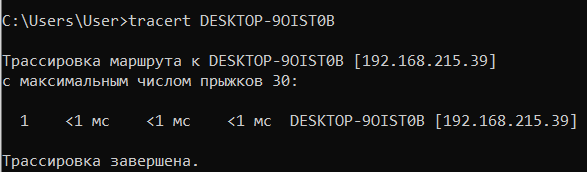 C:\Users\User>tracert DESKTOP-9OIST0B
Трассировка маршрута к DESKTOP-9OIST0B [192.168.215.39]
с максимальным числом прыжков 30:
1 <1 мс <1 мс <1 мс DESKTOP-9OIST0B [192.168.215.39]
Трассировка завершена.